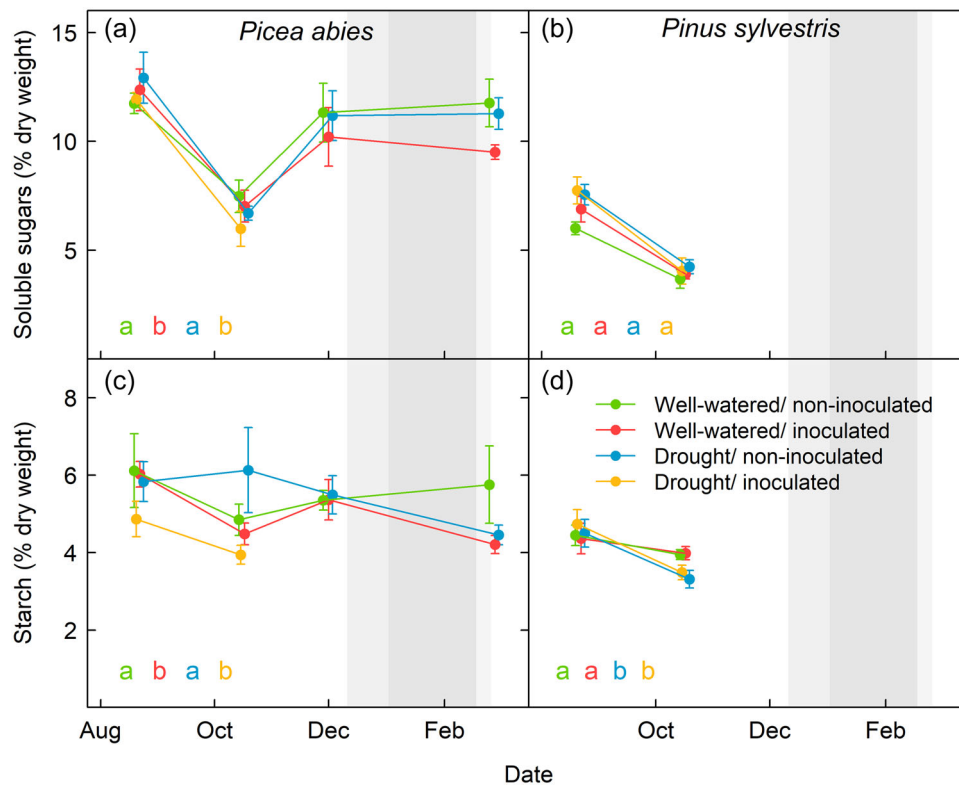 (a) Picea abies
(b) Pinus sylvestris
Soluble sugars (% dry weight)
15
10
5
a b a b
a a a a
(c)
(d)
Starch (% dry weight)
8
6
4
2
Well-watered/ non-inoculated
Well-watered/ inoculated
Drought/ non-inoculated
Drought/ inoculated
a b a b
a a b b
Aug Oct Dec Feb
Oct Dec Feb
Date